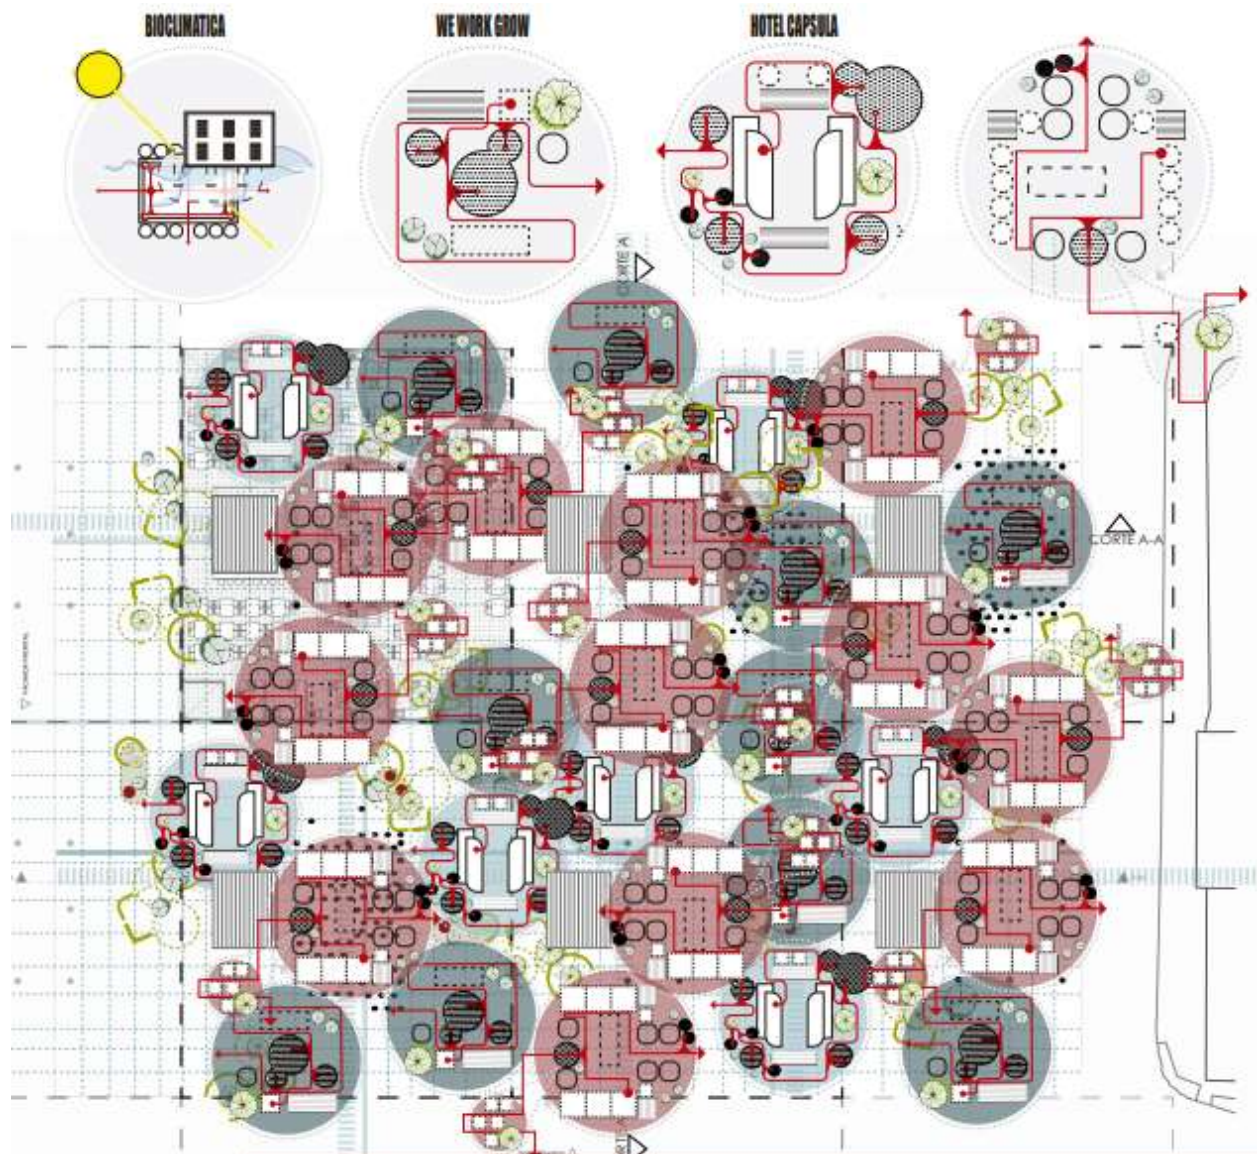 BIOCLIMATICA
WE WORK GROW
HOTEL CAPSULA
CORTE A
CORTE A-A